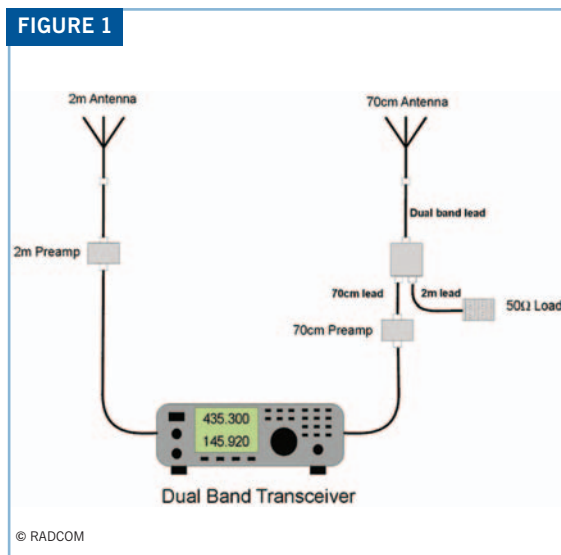 FIGURE 1
2m Antenna
70cm Antenna
Dual band lead
2m Preamp
70cm lead
2m lead
50Ω Load
70cm Preamp
435.300
145.920
Dual Band Transceiver
© RADCOM